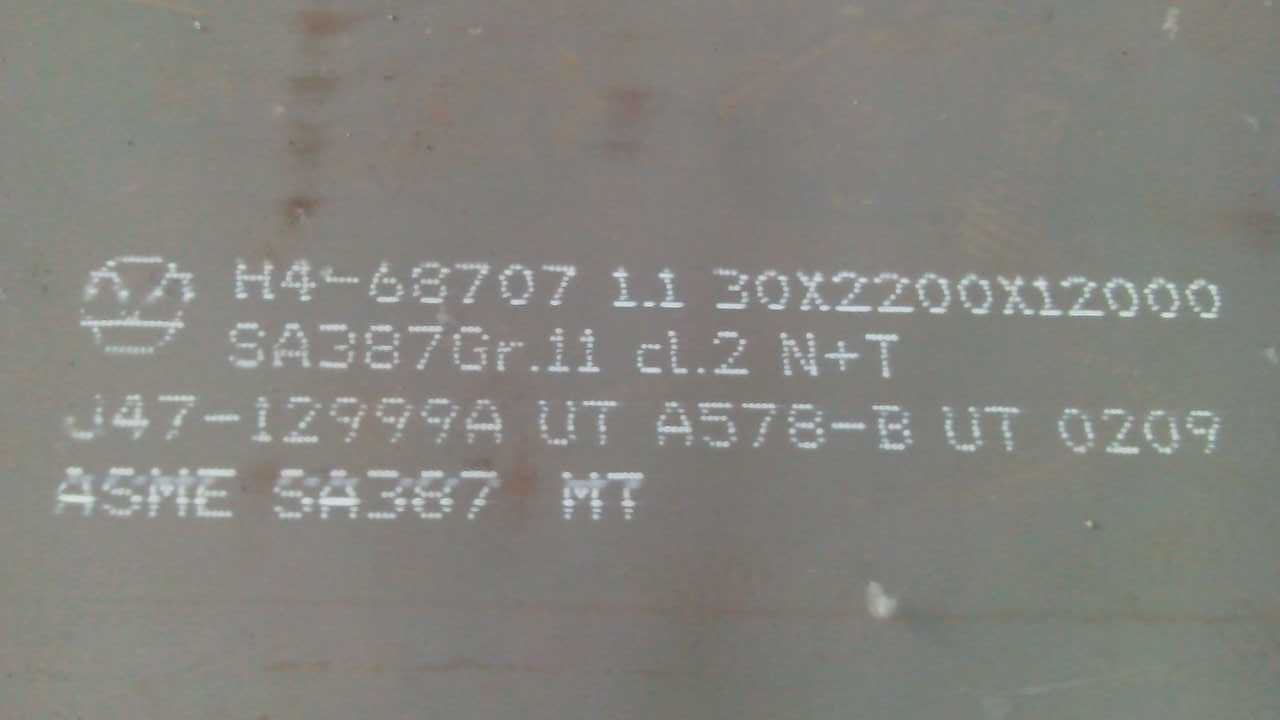 H4-68707 1.1 30X2200X12000
SA387Gr.11 cl.2 N+T
J47-12999A UT A578-B UT 0209
ASME SA387 MT